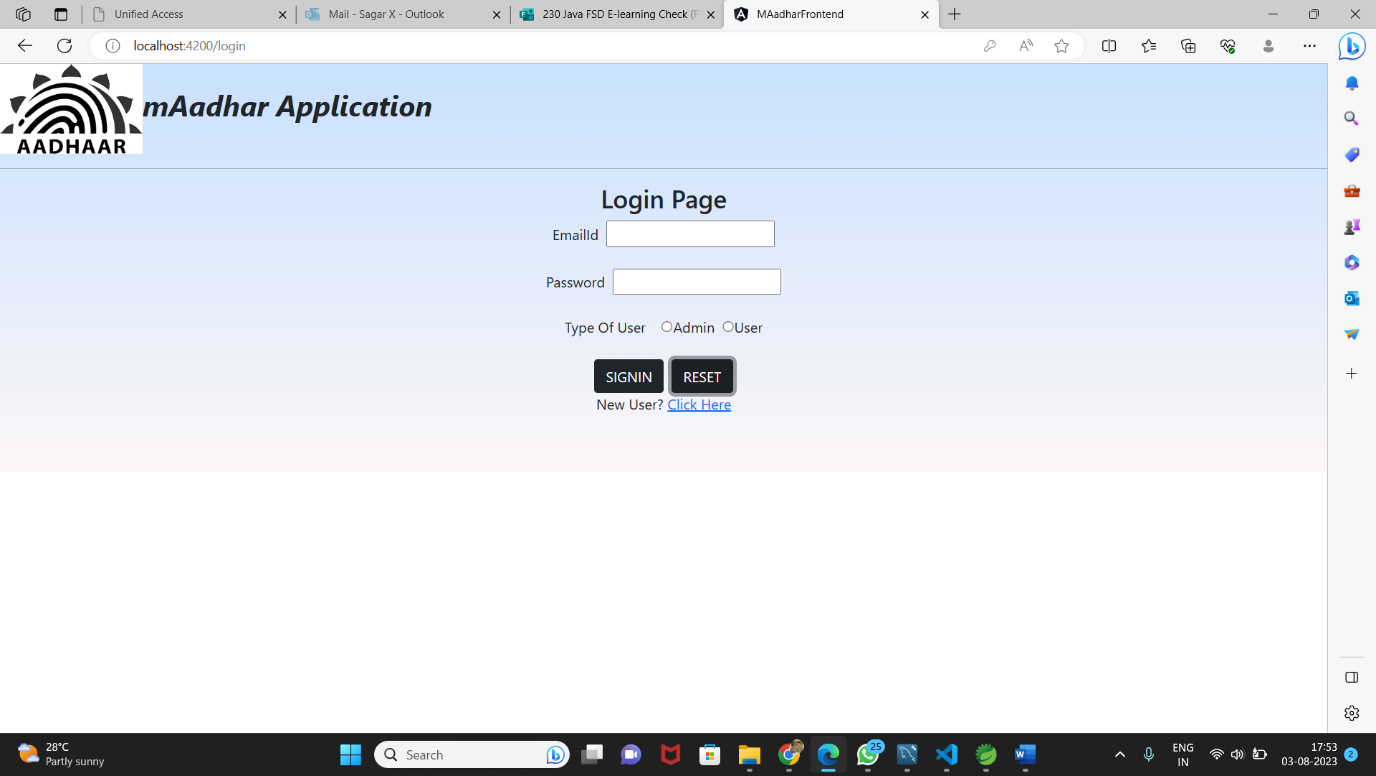 Unified Access
Mail - Sagar X - Outlook
230 Java FSD E-learning Check (F
MAadharFrontend
localhost:4200/login
AADHAAR
mAadhar Application
Login Page
EmailId
Password
Type Of User Admin User
SIGNIN RESET
New User? Click Here
28°C
Partly sunny
Search
25
ENG
IN
17:53
03-08-2023
2